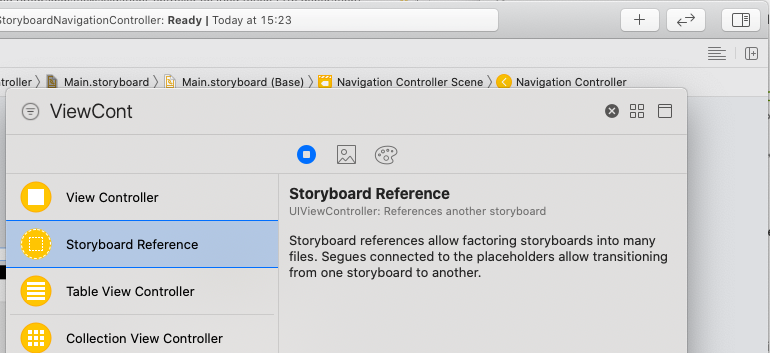 StoryboardNavigationController: Ready | Today at 15:23
troller Main.storyboard Main.storyboard (Base) Navigation Controller Scene Navigation Controller
ViewCont
View Controller
Storyboard Reference
Table View Controller
Collection View Controller
Storyboard Reference
UIViewController: References another storyboard
Storyboard references allow factoring storyboards into many
files. Segues connected to the placeholders allow transitioning
from one storyboard to another.